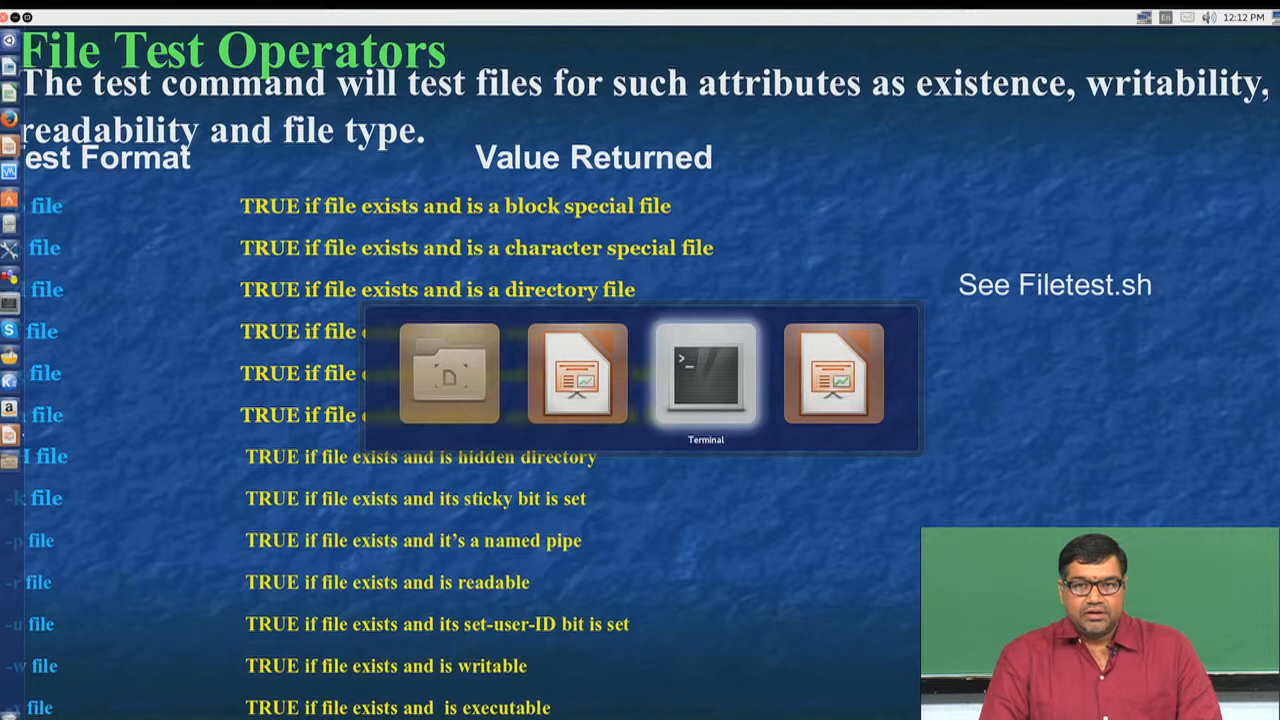 12:12 PM
En
File Test Operators
The test command will test files for such attributes as existence, writability,
readability and file type.
est Format Value Returned
file TRUE if file exists and is a block special file
file TRUE if file exists and is a character special file
See Filetest.sh
file TRUE if file exists and is a directory file
file TRUE if file
file TRUE if file
file TRUE if file
Terminal
file TRUE if file exists and is hidden directory
-k file TRUE if file exists and its sticky bit is set
-p file TRUE if file exists and it's a named pipe
-r file TRUE if file exists and is readable
-u file TRUE if file exists and its set-user-ID bit is set
-w file TRUE if file exists and is writable
-x file TRUE if file exists and is executable